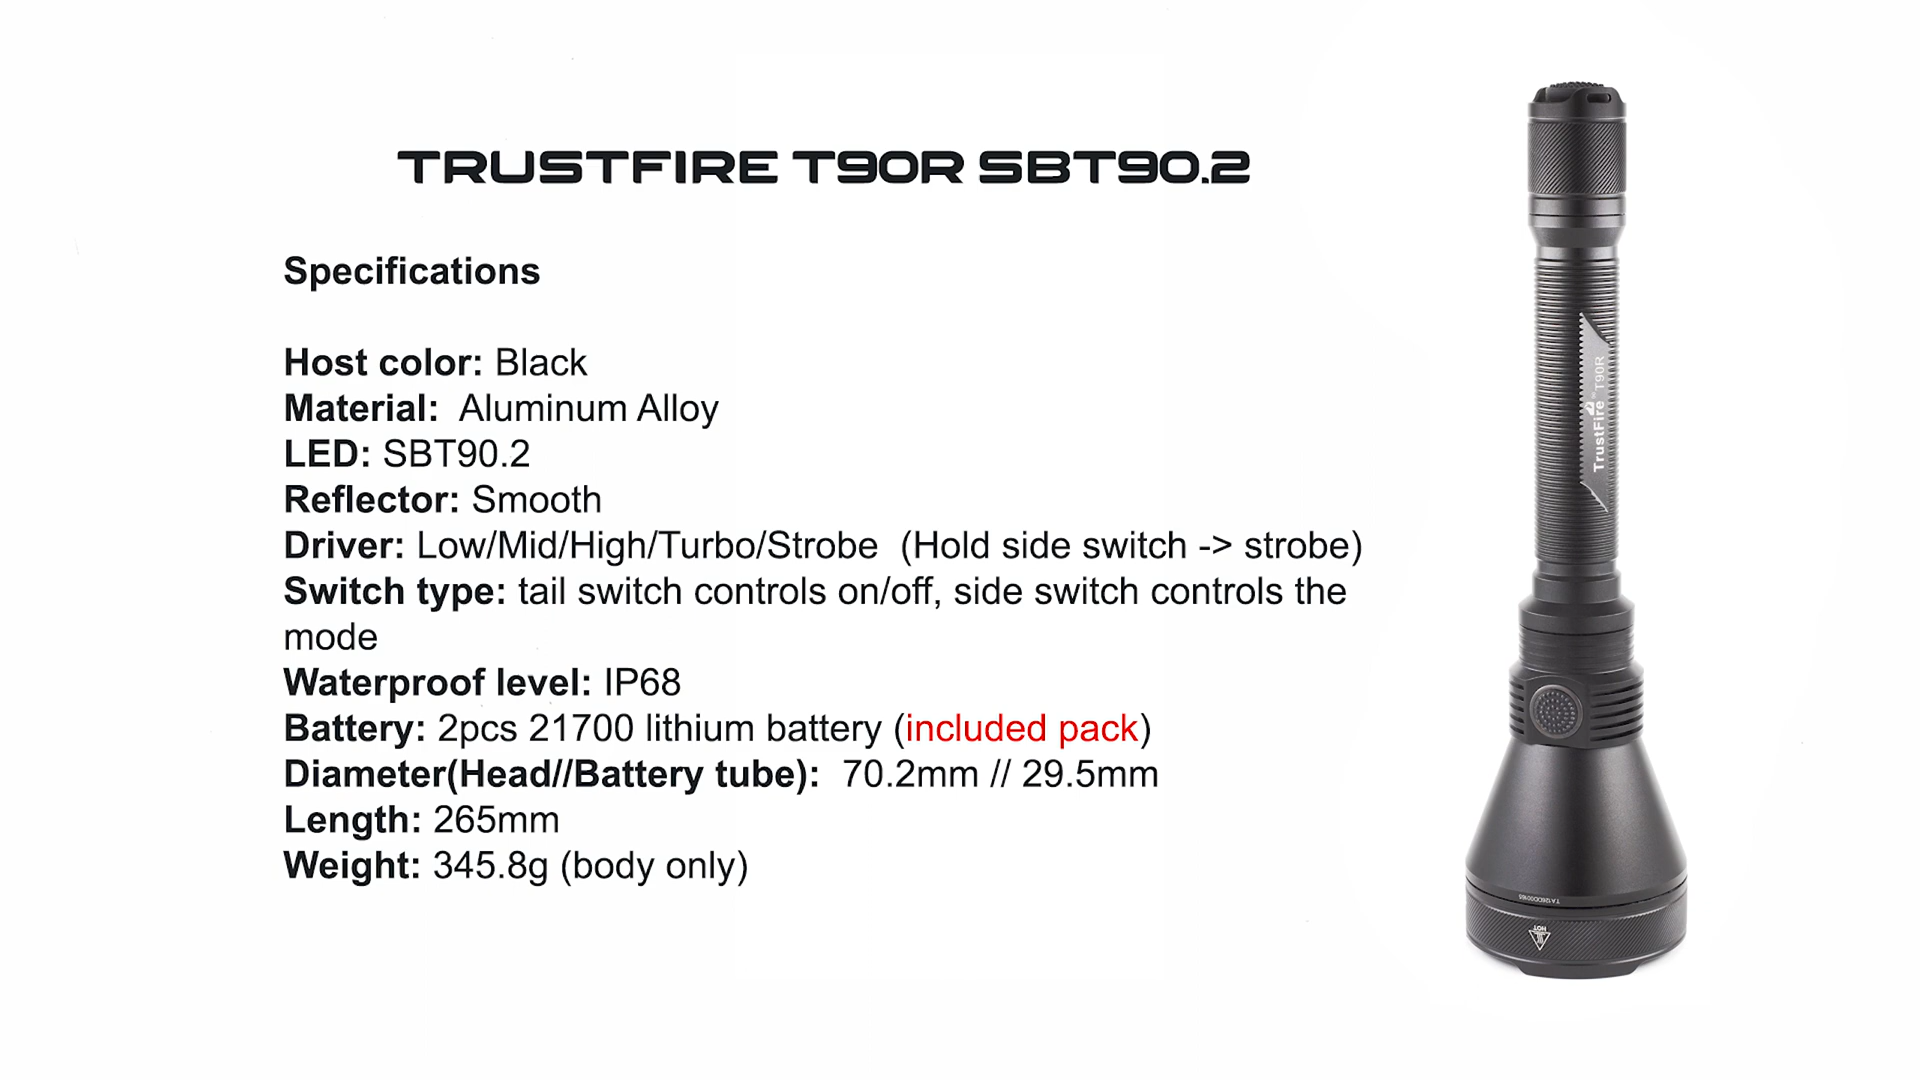 TRUSTFIRE T90R SBT90.2
Specifications
Host color: Black
Material:  Aluminum Alloy
LED: SBT90.2
Reflector: Smooth
Driver: Low/Mid/High/Turbo/Strobe  (Hold side switch -> strobe)
Switch type: tail switch controls on/off, side switch controls the
mode
Waterproof level: IP68
Battery: 2pcs 21700 lithium battery (included pack)
Diameter(Head//Battery tube):  70.2mm // 29.5mm
Length: 265mm
Weight: 345.8g (body only)
TrustFire T90R
HOT